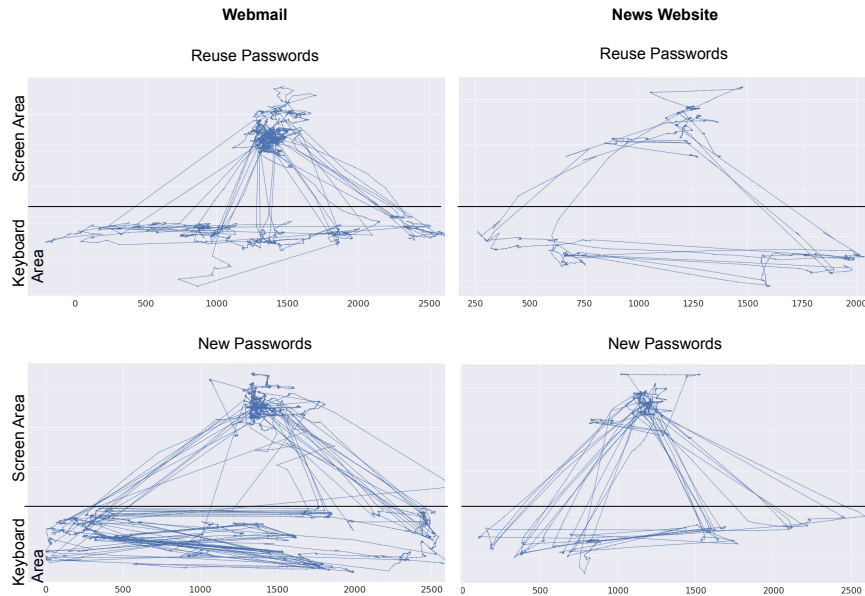 Webmail
News Website
Reuse Passwords
Reuse Passwords
Screen Area
Keyboard
Area
0 500 1000 1500 2000 2500
250 500 750 1000 1250 1500 1750 2000
New Passwords
New Passwords
Screen Area
Keyboard
Area
0 500 1000 1500 2000 2500
0 500 1000 1500 2000 2500